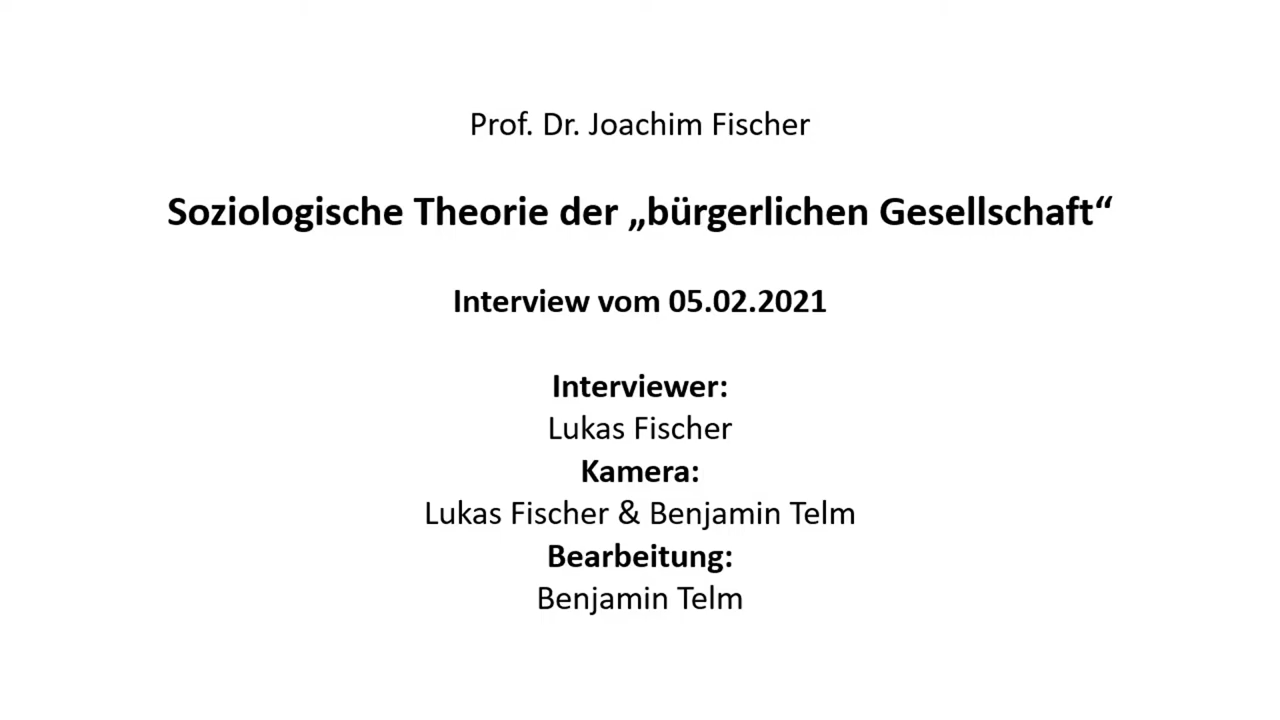 Prof. Dr. Joachim Fischer
Soziologische Theorie der „bürgerlichen Gesellschaft“
Interview vom 05.02.2021
Interviewer:
Lukas Fischer
Kamera:
Lukas Fischer & Benjamin Telm
Bearbeitung:
Benjamin Telm